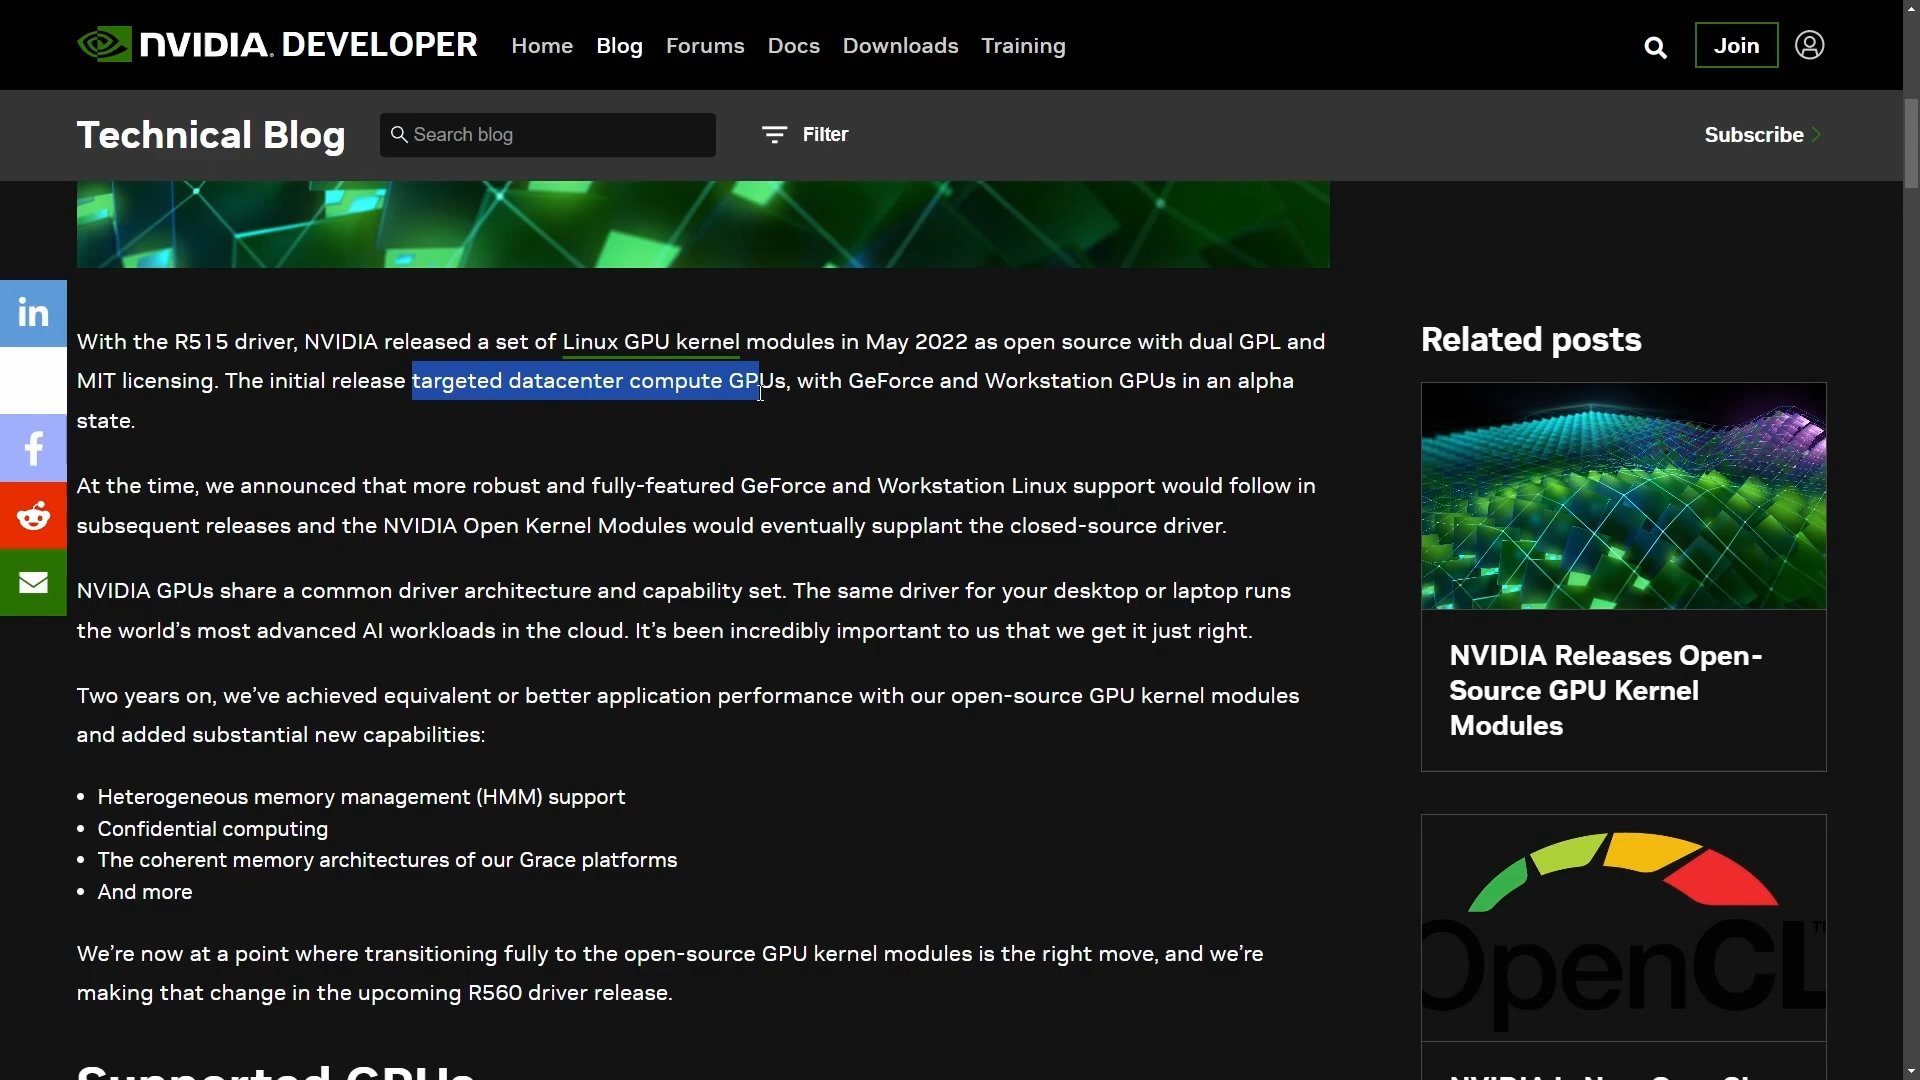 NVIDIA. DEVELOPER Home Blog Forums Docs Downloads Training Join
Technical Blog Search blog Filter Subscribe
in
f
With the R515 driver, NVIDIA released a set of Linux GPU kernel modules in May 2022 as open source with dual GPL and
MIT licensing. The initial release targeted datacenter compute GPUs, with GeForce and Workstation GPUs in an alpha
state.
At the time, we announced that more robust and fully-featured GeForce and Workstation Linux support would follow in
subsequent releases and the NVIDIA Open Kernel Modules would eventually supplant the closed-source driver.
NVIDIA GPUs share a common driver architecture and capability set. The same driver for your desktop or laptop runs
the world’s most advanced AI workloads in the cloud. It’s been incredibly important to us that we get it just right.
Two years on, we’ve achieved equivalent or better application performance with our open-source GPU kernel modules
and added substantial new capabilities:
• Heterogeneous memory management (HMM) support
• Confidential computing
• The coherent memory architectures of our Grace platforms
• And more
We’re now at a point where transitioning fully to the open-source GPU kernel modules is the right move, and we’re
making that change in the upcoming R560 driver release.
Supported GPUs
Related posts
NVIDIA Releases Open-
Source GPU Kernel
Modules
OpenCL™